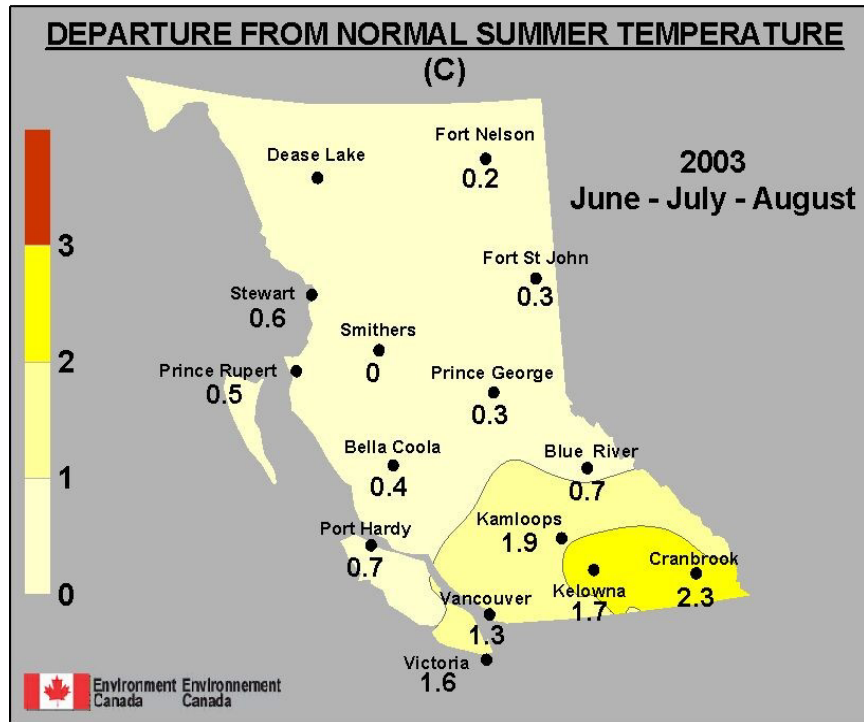 DEPARTURE FROM NORMAL SUMMER TEMPERATURE
(C)
2003
June - July - August
3
2
1
0
Dease Lake
Fort Nelson
0.2
Fort St John
0.3
Stewart
0.6
Smithers
0
Prince Rupert
0.5
Prince George
0.3
Bella Coola
0.4
Blue River
0.7
Port Hardy
0.7
Kamloops
1.9
Cranbrook
2.3
Kelowna
1.7
Vancouver
1.3
Victoria
1.6
Environment Environnement
Canada Canada